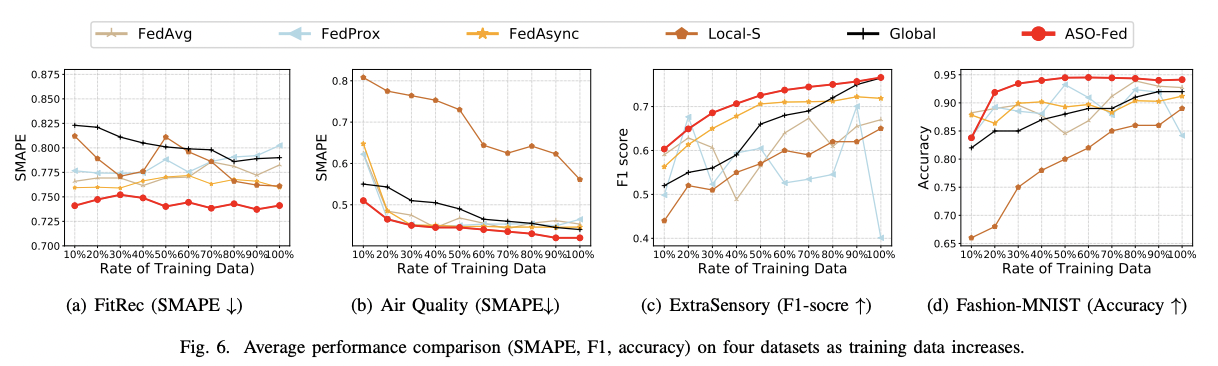 FedAvg FedProx FedAsync Local-S Global ASO-Fed
0.875
0.850
0.825
0.800
0.775
0.750
0.725
0.700
SMAPE
10% 20% 30% 40% 50% 60% 70% 80% 90% 100%
Rate of Training Data)
(a) FitRec (SMAPE ↓)
0.8
0.7
0.6
0.5
SMAPE
10% 20% 30% 40% 50% 60% 70% 80% 90% 100%
Rate of Training Data
(b) Air Quality (SMAPE↓)
0.7
0.6
0.5
0.4
F1 score
10% 20% 30% 40% 50% 60% 70% 80% 90% 100%
Rate of Training Data
(c) ExtraSensory (F1-socre ↑)
0.95
0.90
0.85
0.80
0.75
0.70
0.65
Accuracy
10% 20% 30% 40% 50% 60% 70% 80% 90% 100%
Rate of Training Data
(d) Fashion-MNIST (Accuracy ↑)
Fig. 6. Average performance comparison (SMAPE, F1, accuracy) on four datasets as training data increases.